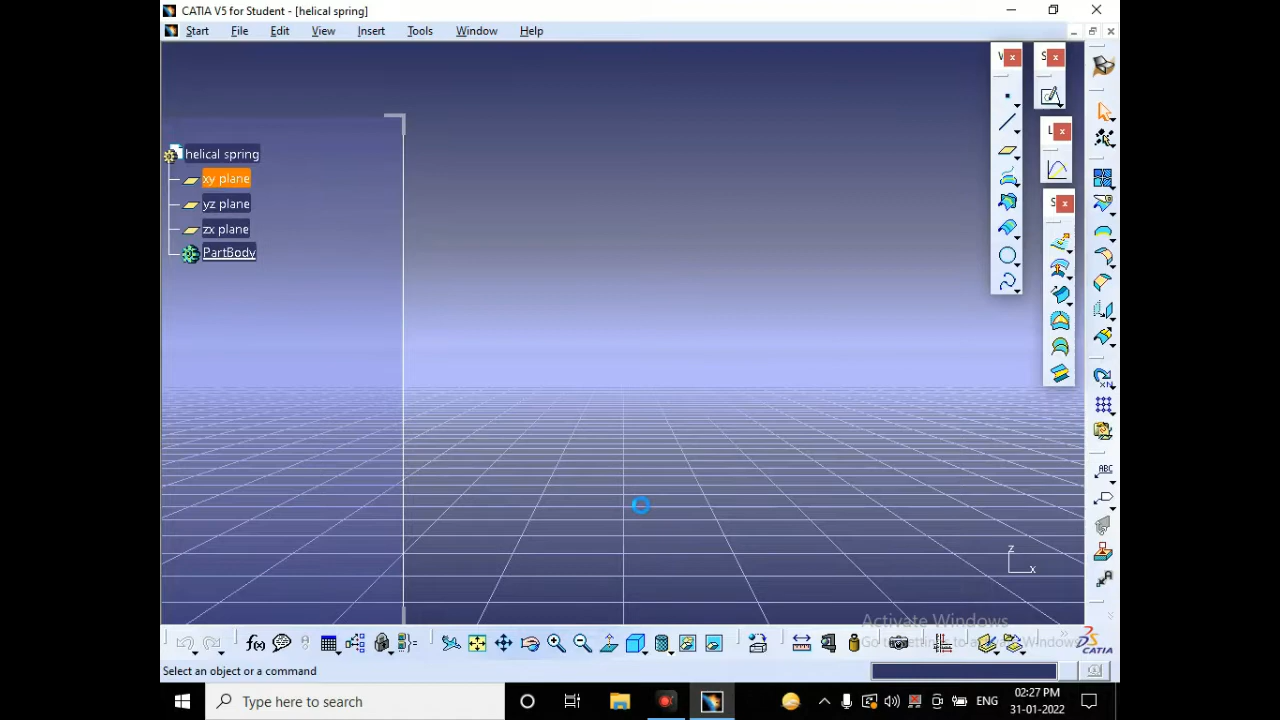 CATIA V5 for Student - [helical spring]
Start File Edit View Insert Tools Window Help
helical spring
xy plane
yz plane
zx plane
PartBody
S
L
S
ABC
z
x
Activate Windows
f(x)
CATIA
Select an object or a command
Type here to search
ENG
02:27 PM
31-01-2022